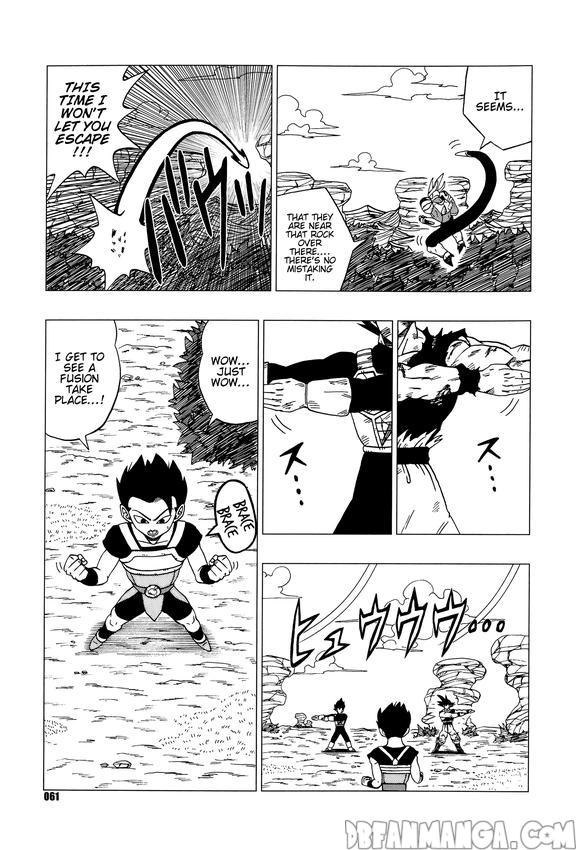 IT
SEEMS...
THAT THEY
ARE NEAR
THAT ROCK
OVER
THERE....
THERE'S NO
MISTAKING
IT.
THIS
TIME I
WON'T
LET YOU
ESCAPE
!!!
ス...
ス...
WOW...
JUST
WOW...
I GET TO
SEE A
FUSION
TAKE
PLACE...!
BRACE
BRACE
ヒュウウウ...
061
DBFANMANGA.COM